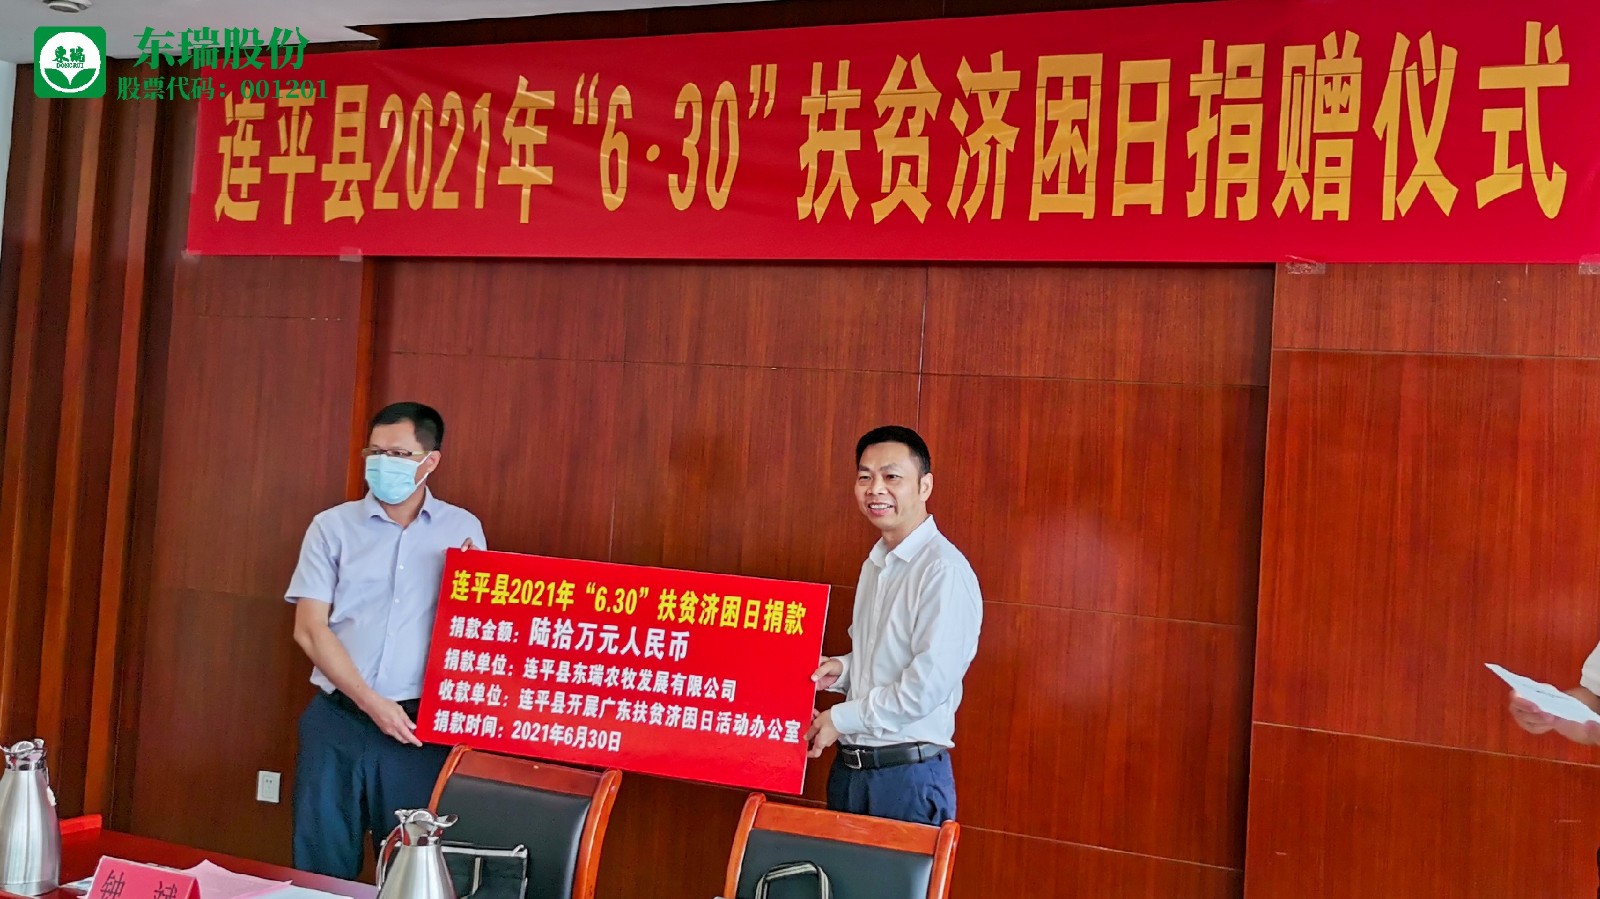 東瑞
DONGRUI
东瑞股份
股票代码：001201
连平县2021年“6·30”扶贫济困日捐赠仪式
连平县2021年“6.30”扶贫济困日捐款
捐款金额：陆拾万元人民币
捐款单位：连平县东瑞农牧发展有限公司
收款单位：连平县开展广东扶贫济困日活动办公室
捐款时间：2021年6月30日